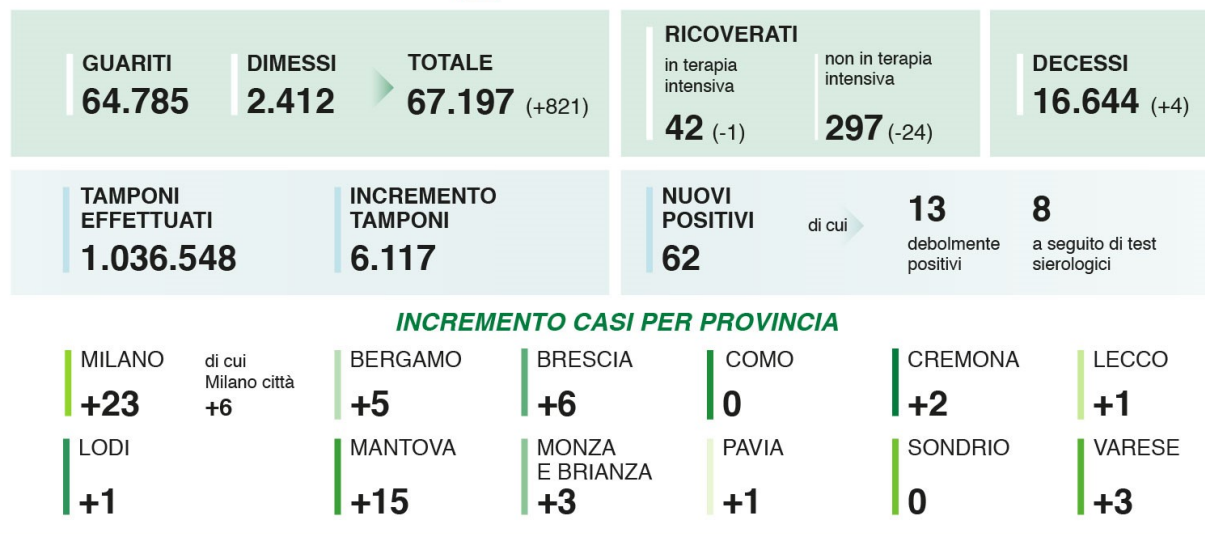 GUARITI
64.785
DIMESSI
2.412
TOTALE
67.197 (+821)
RICOVERATI
in terapia
intensiva
42 (-1)
non in terapia
intensiva
297 (-24)
DECESSI
16.644 (+4)
TAMPONI
EFFETTUATI
1.036.548
INCREMENTO
TAMPONI
6.117
NUOVI
POSITIVI
62
di cui
13
debolmente
positivi
8
a seguito di test
sierologici
INCREMENTO CASI PER PROVINCIA
MILANO
+23
di cui
Milano città
+6
BERGAMO
+5
BRESCIA
+6
COMO
0
CREMONA
+2
LECCO
+1
LODI
+1
MANTOVA
+15
MONZA
E BRIANZA
+3
PAVIA
+1
SONDRIO
0
VARESE
+3